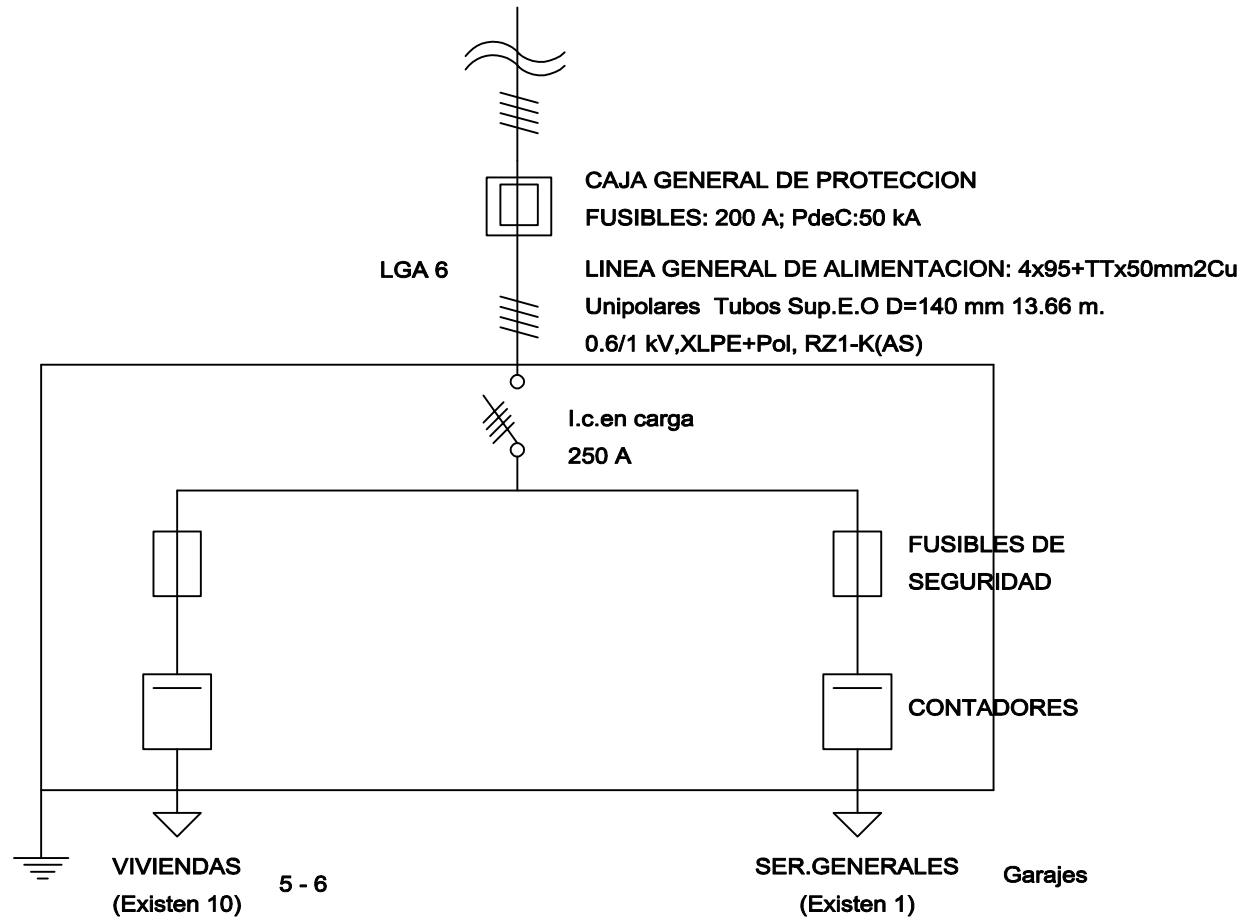 CAJA GENERAL DE PROTECCION
FUSIBLES: 200 A; PdeC:50 kA
LGA 6
LINEA GENERAL DE ALIMENTACION: 4x95+TTx50mm2Cu
Unipolares Tubos Sup.E.O D=140 mm 13.66 m.
0.6/1 kV,XLPE+Pol, RZ1-K(AS)
I.c.en carga
250 A
FUSIBLES DE
SEGURIDAD
CONTADORES
VIVIENDAS
(Existen 10)
5 - 6
SER.GENERALES
(Existen 1)
Garajes